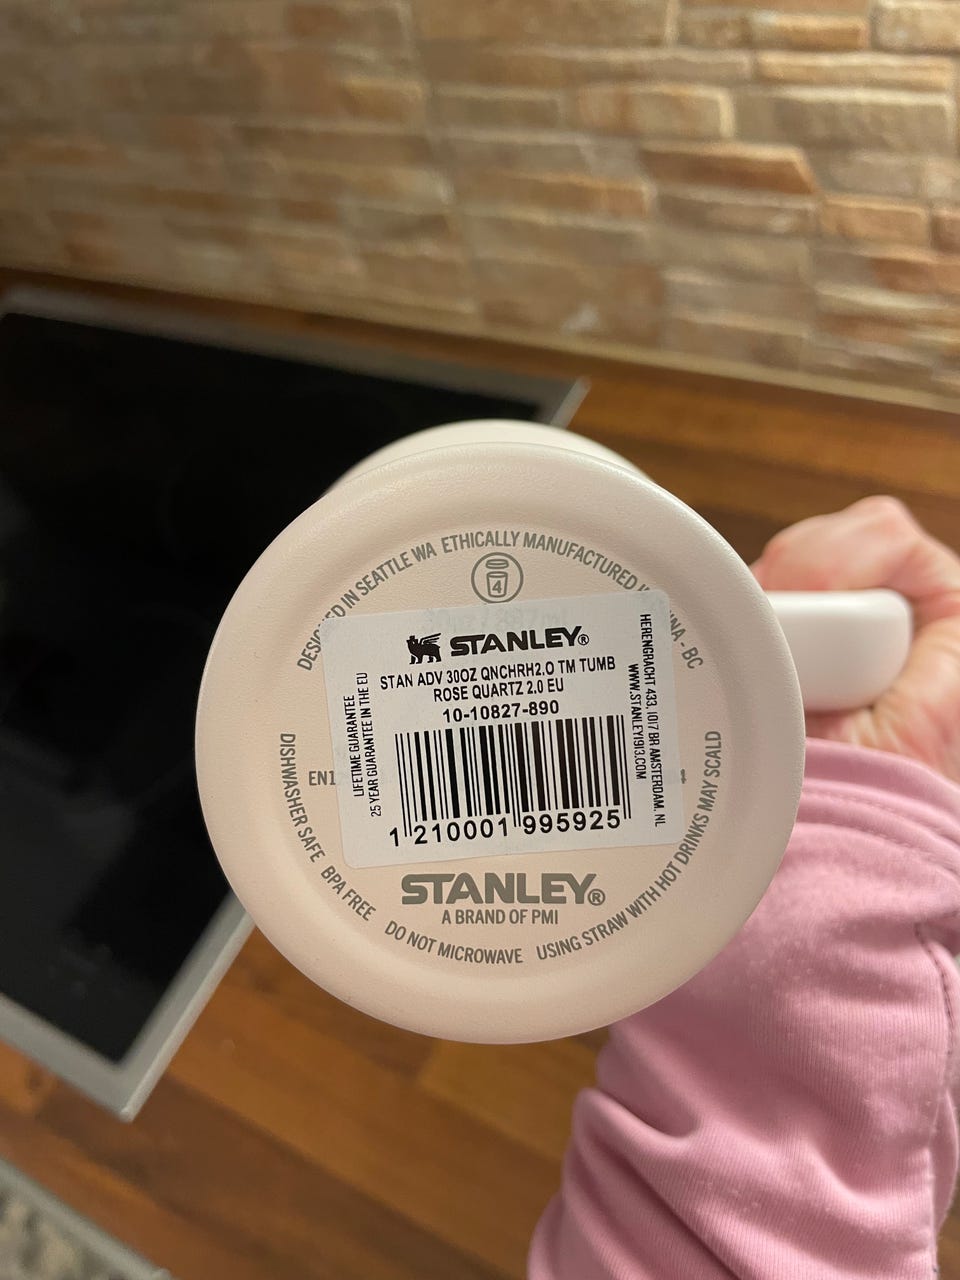 DESIGNED IN SEATTLE WA ETHICALLY MANUFACTURED
- BC
4
STANLEY®
STAN ADV 30OZ QNCHRH2.O TM TUMB
ROSE QUARTZ 2.0 EU
10-10827-890
1 210001 995925
LIFETIME GUARANTEE
25 YEAR GUARANTEE IN THE EU
HERENGRACHT 433, 1017 BR AMSTERDAM, NL
WWW.STANLEY1913.COM
STANLEY®
A BRAND OF PMI
DISHWASHER SAFE BPA FREE DO NOT MICROWAVE USING STRAW WITH HOT DRINKS MAY SCALD